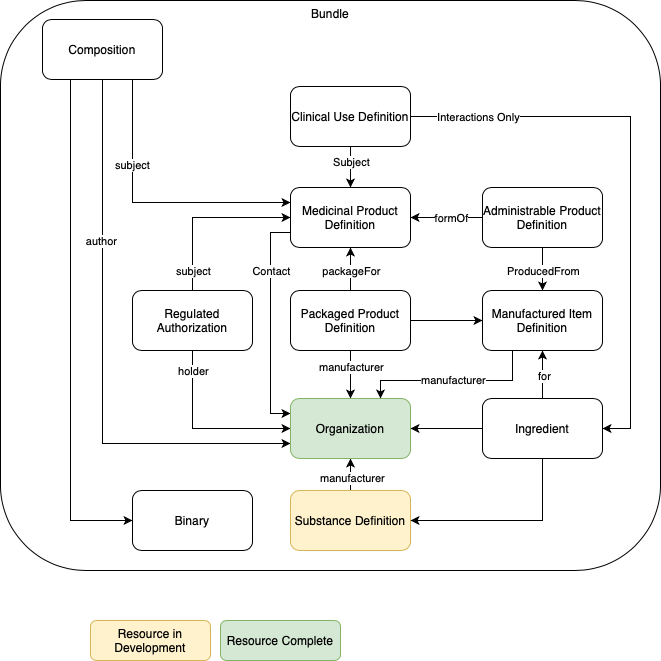 Bundle
Composition
Clinical Use Definition
Interactions Only
subject
Subject
Medicinal Product
Definition
formOf
Administrable Product
Definition
author
subject
Contact
packageFor
ProducedFrom
Regulated
Authorization
Packaged Product
Definition
Manufactured Item
Definition
holder
manufacturer
manufacturer
for
Organization
Ingredient
manufacturer
Binary
Substance Definition
Resource in
Development
Resource Complete